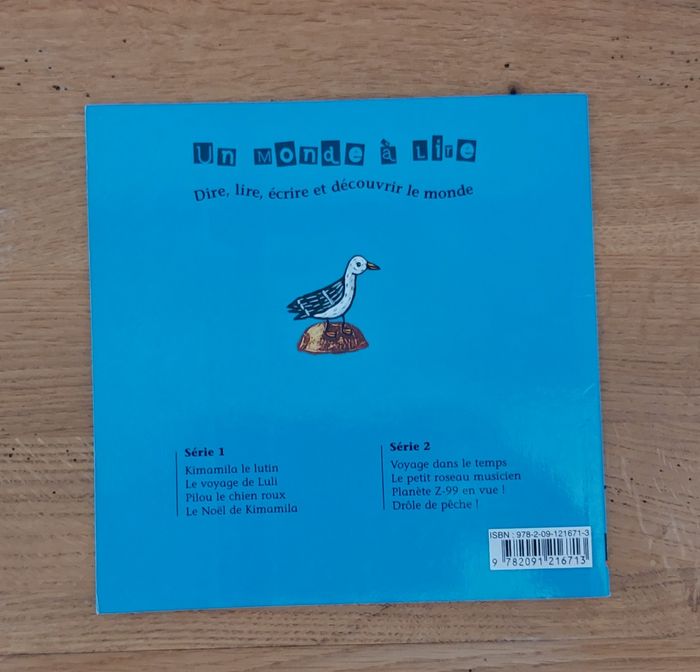 Un Monde à Lire
Dire, lire, écrire et découvrir le monde
Série 1
Kimamila le lutin
Le voyage de Luli
Pilou le chien roux
Le Noël de Kimamila
Série 2
Voyage dans le temps
Le petit roseau musicien
Planète Z-99 en vue !
Drôle de pêche !
ISBN : 978-2-09-121671-3
9 782091 216713